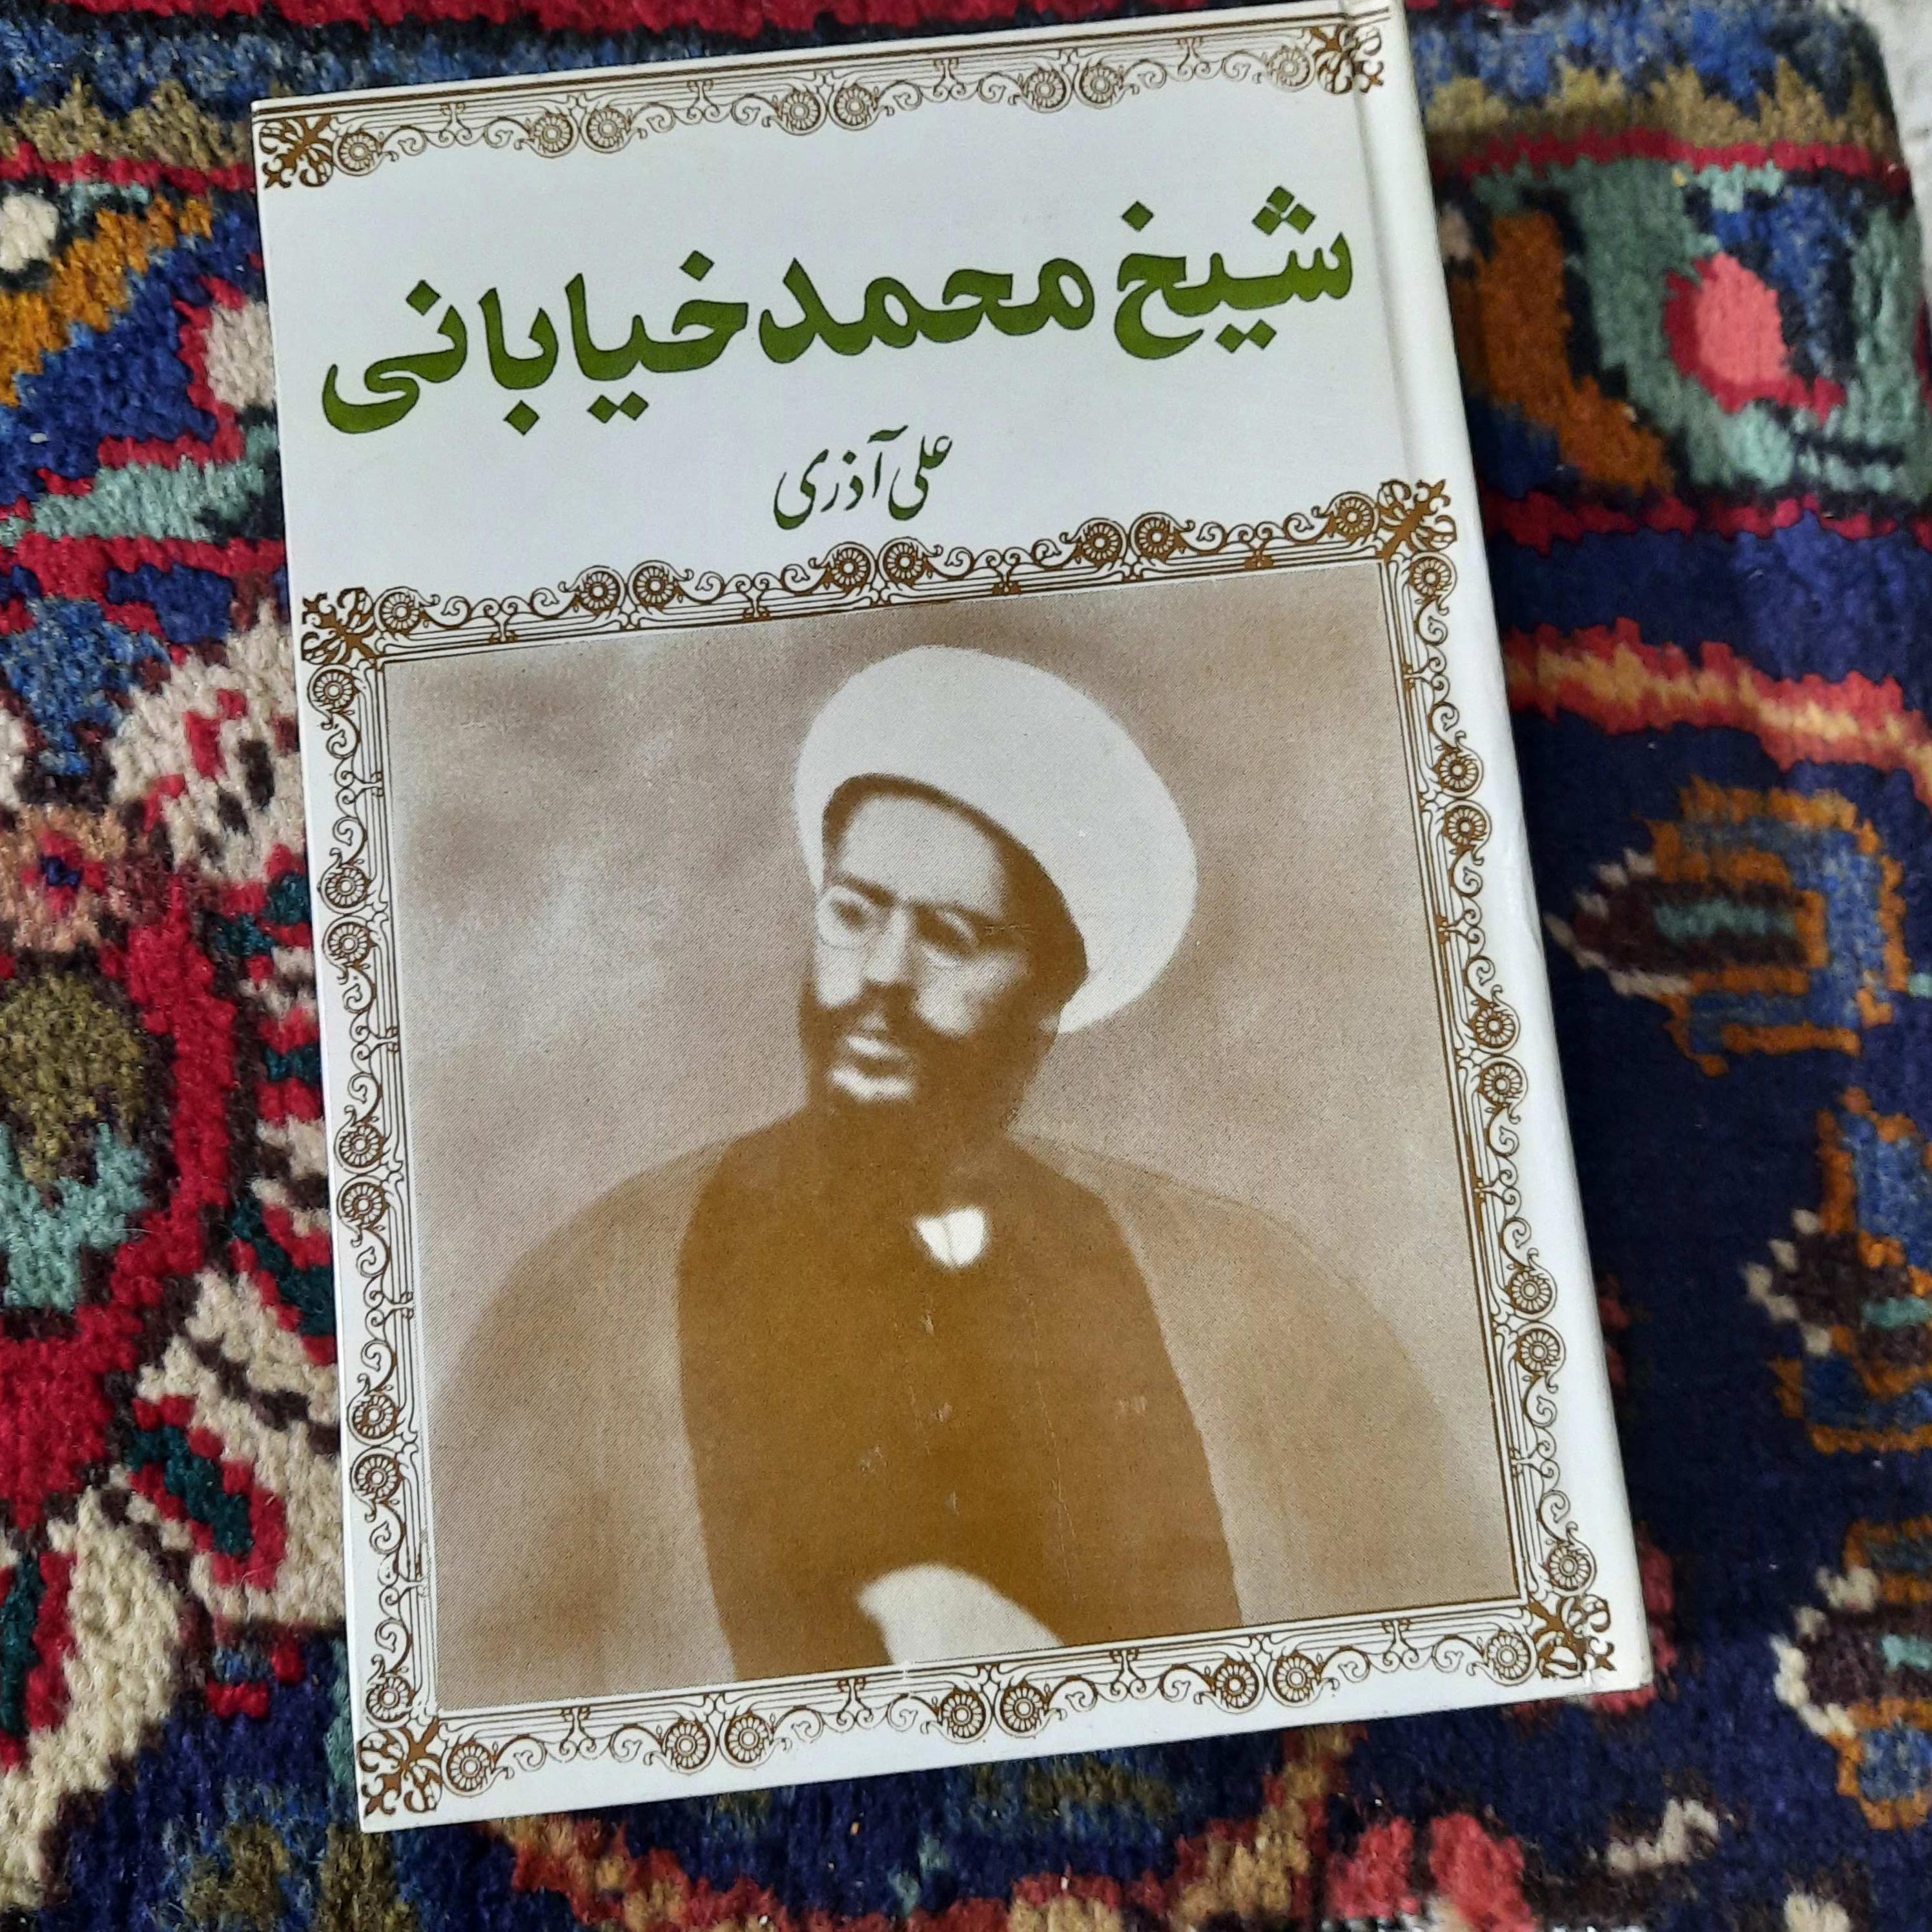 شیخ محمد خیابانی
علی آذری